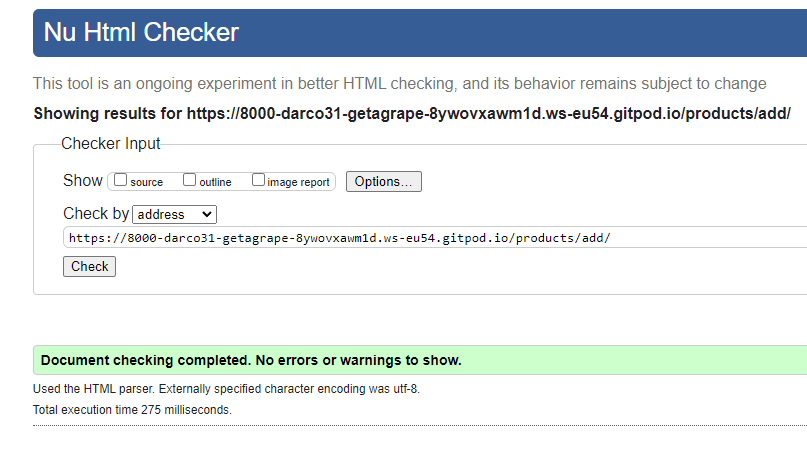 Nu Html Checker
This tool is an ongoing experiment in better HTML checking, and its behavior remains subject to change
Showing results for https://8000-darco31-getagrape-8ywovxawm1d.ws-eu54.gitpod.io/products/add/
Checker Input
Show source outline image report Options...
Check by address
https://8000-darco31-getagrape-8ywovxawm1d.ws-eu54.gitpod.io/products/add/
Check
Document checking completed. No errors or warnings to show.
Used the HTML parser. Externally specified character encoding was utf-8.
Total execution time 275 milliseconds.